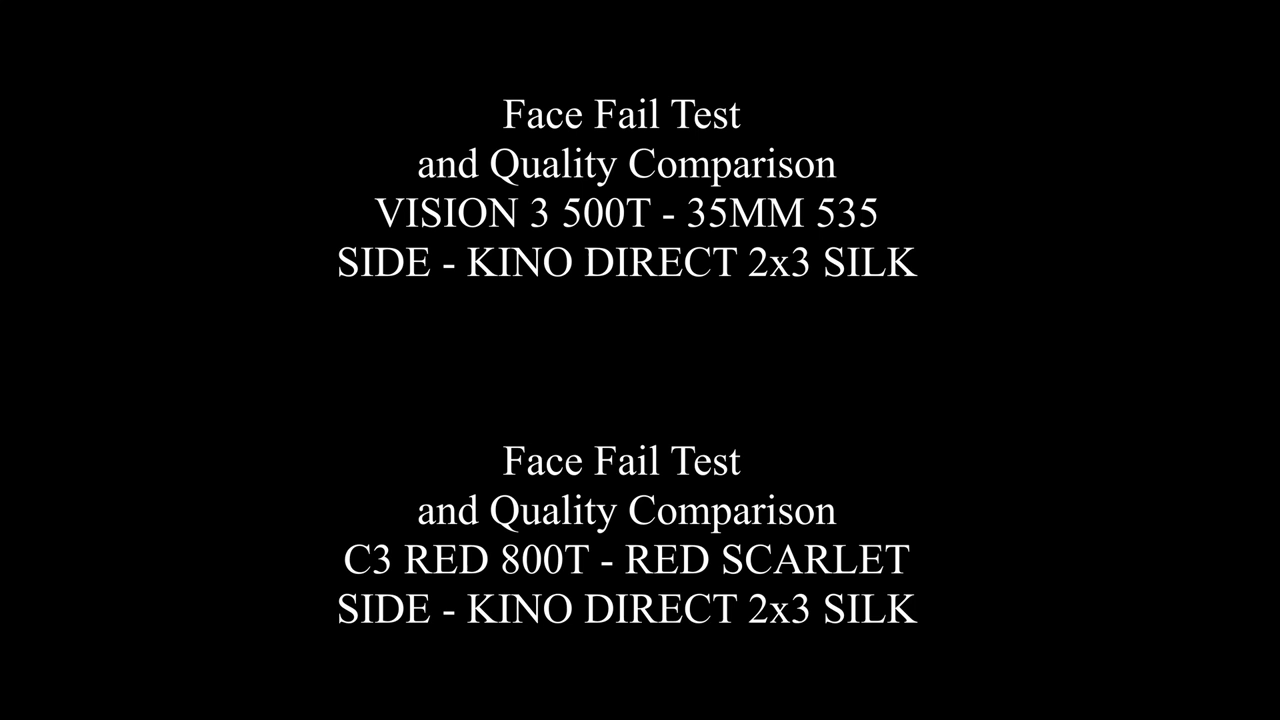 Face Fail Test
and Quality Comparison
VISION 3 500T - 35MM 535
SIDE - KINO DIRECT 2x3 SILK
Face Fail Test
and Quality Comparison
C3 RED 800T - RED SCARLET
SIDE - KINO DIRECT 2x3 SILK